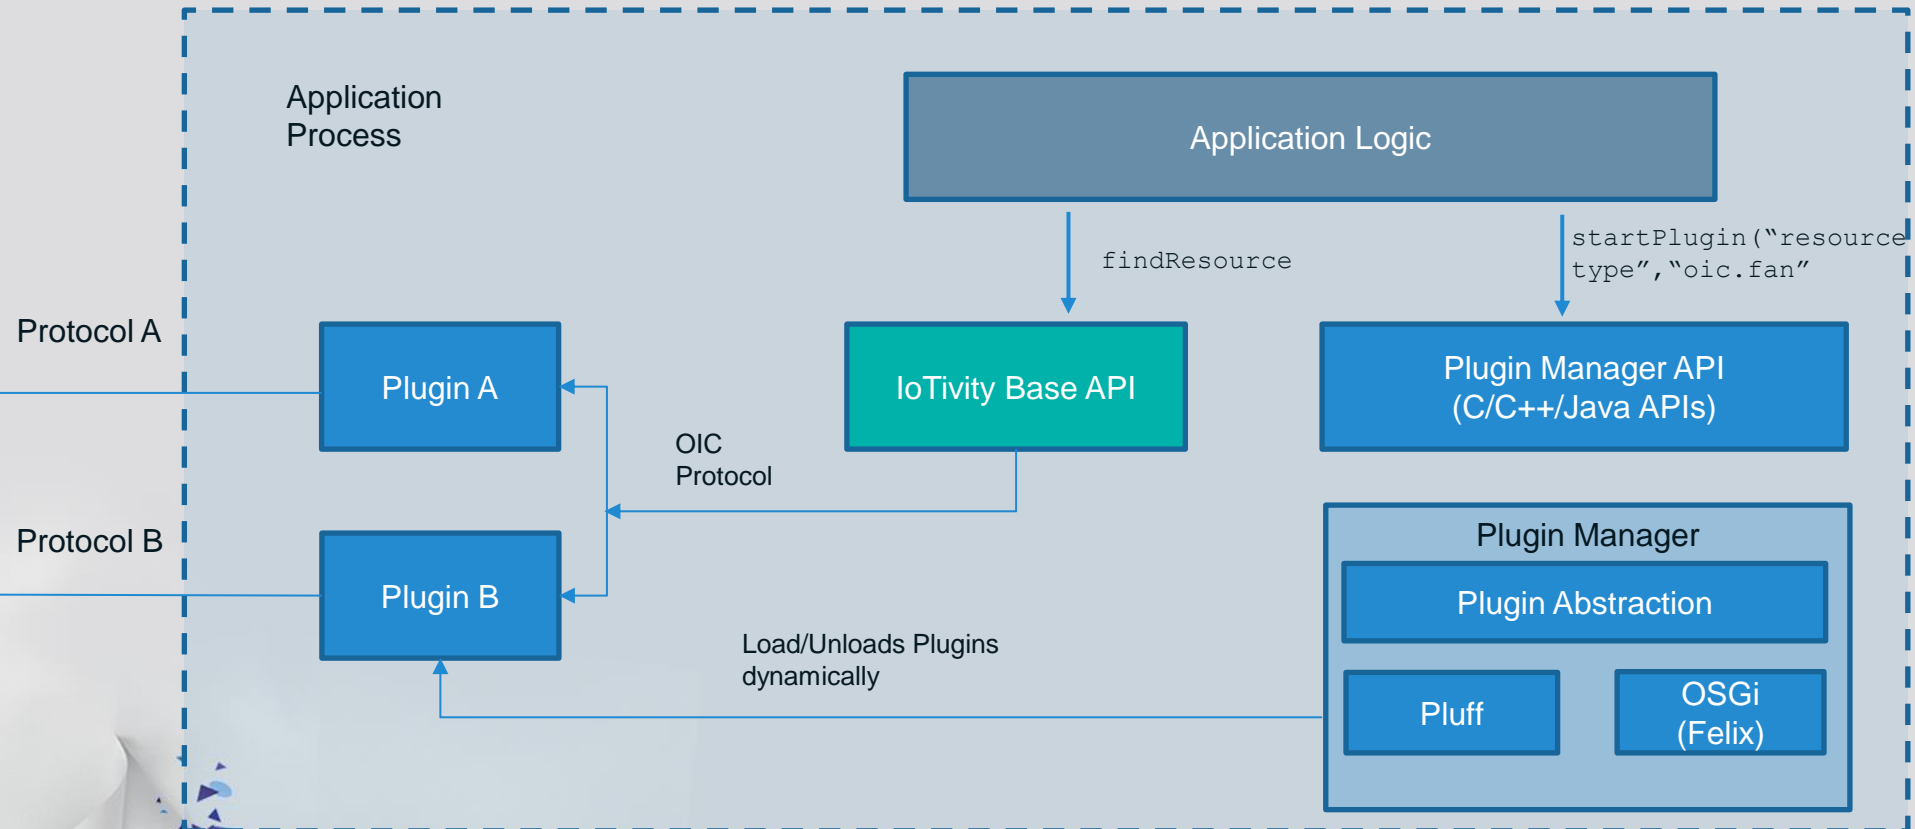 Application
Process
Application Logic
findResource
startPlugin(“resource
type”,“oic.fan”
Protocol A
Plugin A
IoTivity Base API
Plugin Manager API
(C/C++/Java APIs)
OIC
Protocol
Protocol B
Plugin B
Plugin Manager
Plugin Abstraction
Load/Unloads Plugins
dynamically
Pluff
OSGi
(Felix)